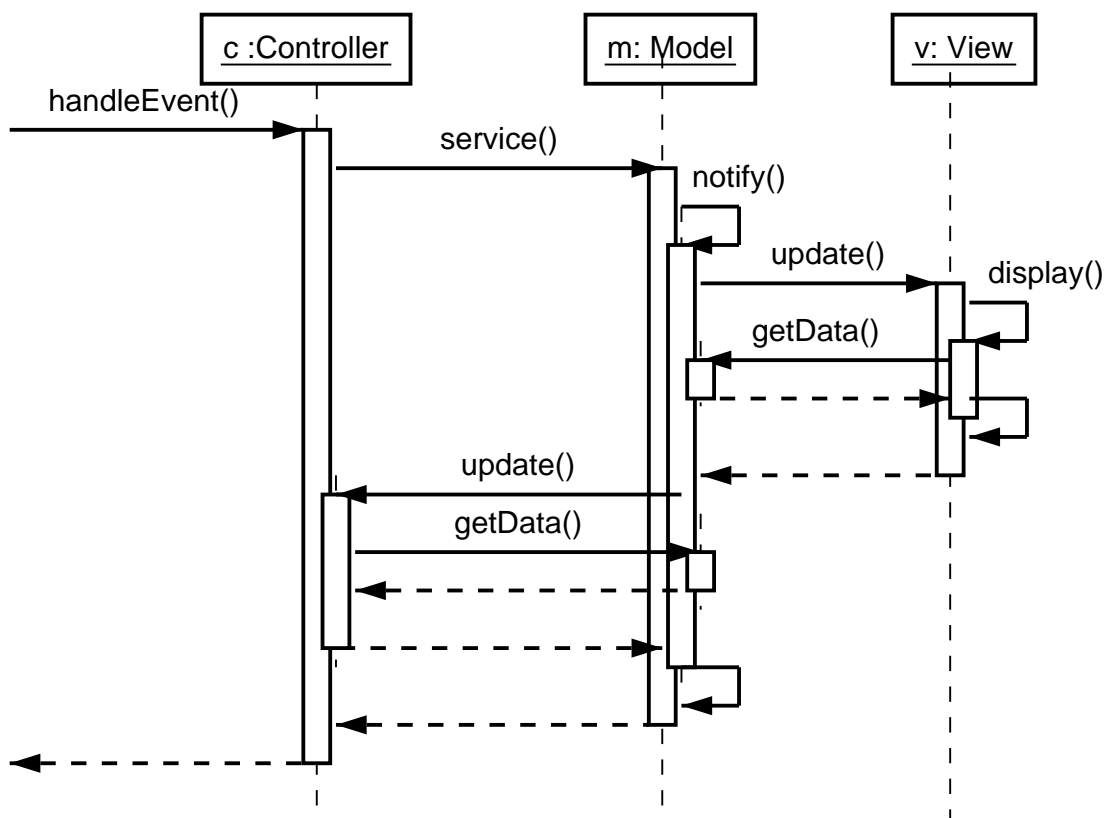 c :Controller
m: Model
v: View
handleEvent()
service()
notify()
update()
display()
getData()
update()
getData()